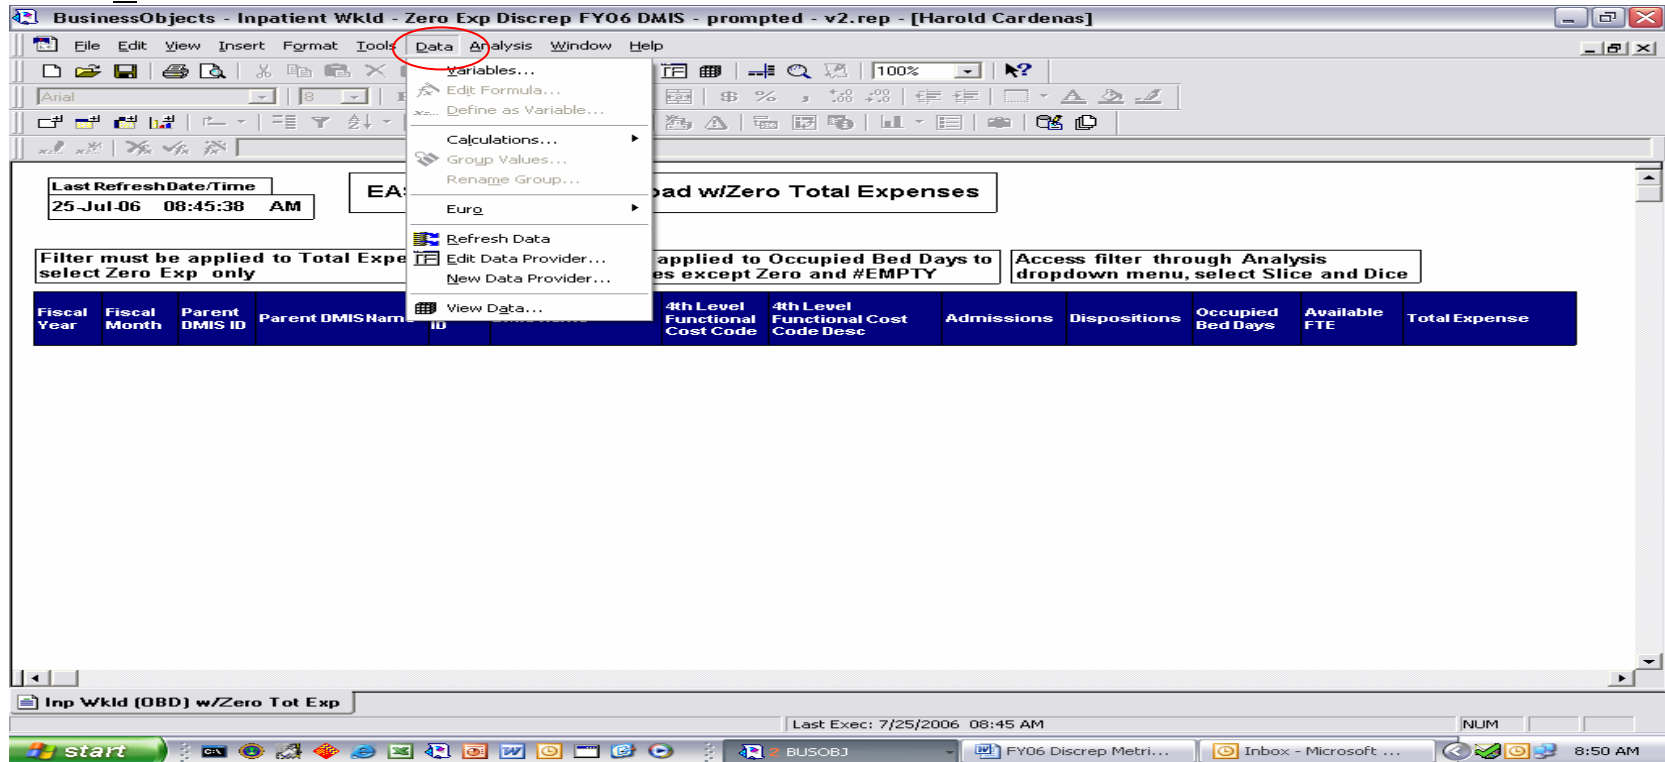 BusinessObjects - Inpatient Wkld - Zero Exp Discrep FY06 DMIS - prompted - v2.rep - [Harold Cardenas]
File Edit View Insert Format Tools Data Analysis Window Help
100%
Arial 8
Variables...
Edit Formula...
Define as Variable...
Calculations...
Group Values...
Rename Group...
Euro
Refresh Data
Edit Data Provider...
New Data Provider...
View Data...
Last Refresh Date/Time
25-Jul-06 08:45:38 AM
EAS
oad w/Zero Total Expenses
Filter must be applied to Total Expe
select Zero Exp only
applied to Occupied Bed Days to
es except Zero and #EMPTY
Access filter through Analysis
dropdown menu, select Slice and Dice
Fiscal Year
Fiscal Month
Parent DMIS ID
Parent DMIS Name
ID
4th Level Functional Cost Code
4th Level Functional Cost Code Desc
Admissions
Dispositions
Occupied Bed Days
Available FTE
Total Expense
Inp Wkld (OBD) w/Zero Tot Exp
Last Exec: 7/25/2006 08:45 AM
NUM
start
2 BUSOBJ
FY06 Discrep Metri...
Inbox - Microsoft ...
8:50 AM